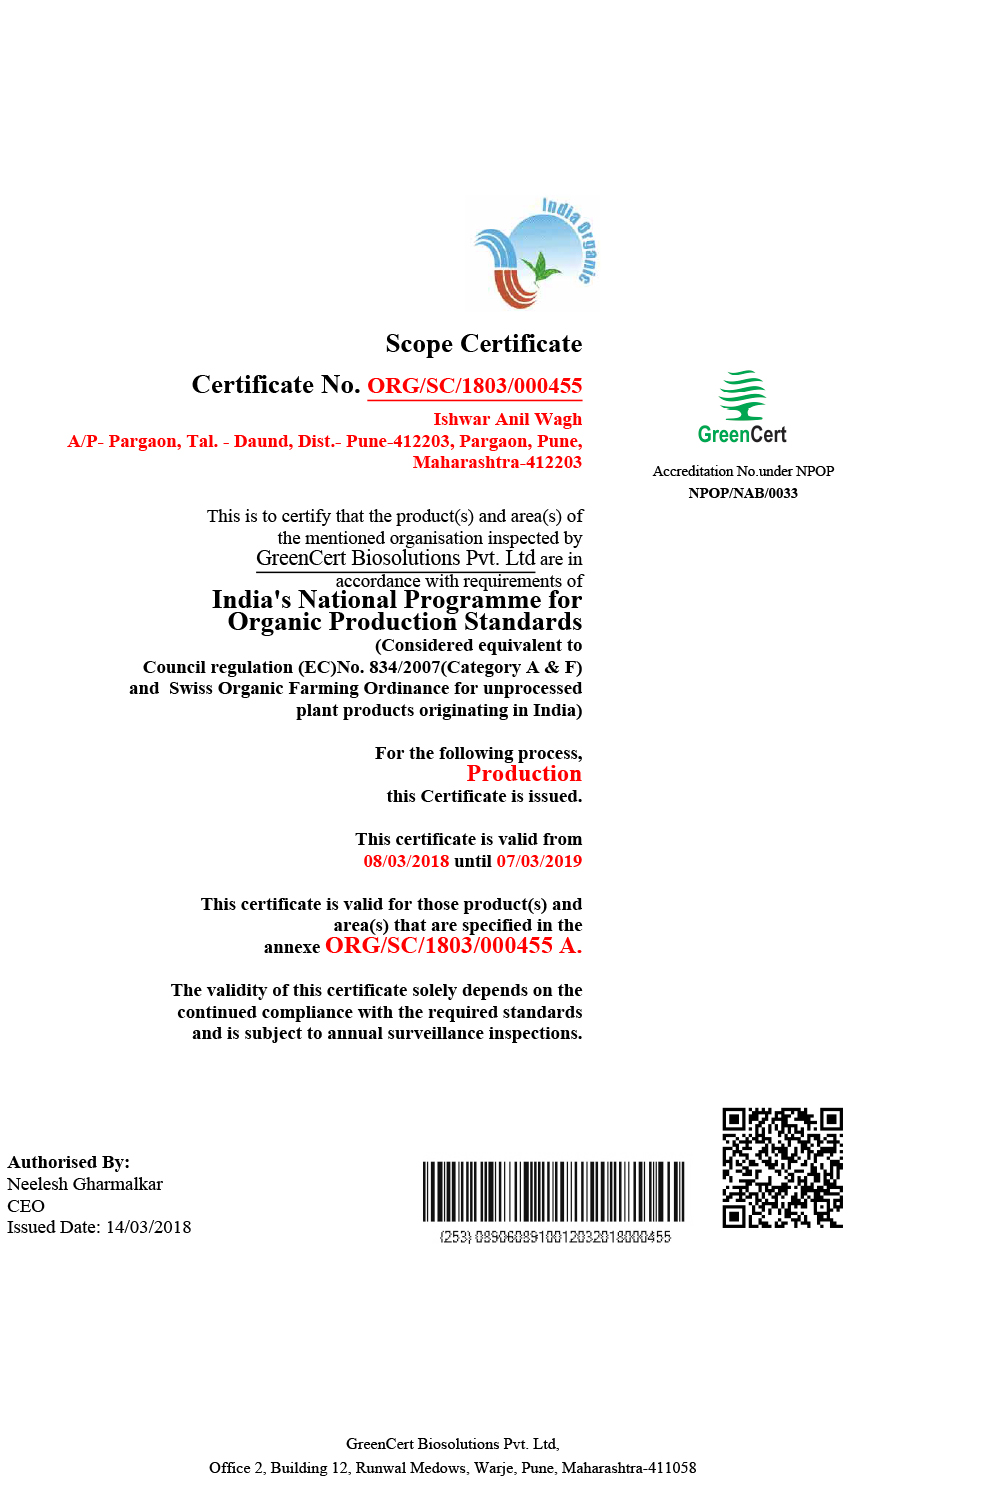 India Organic
Scope Certificate
Certificate No. ORG/SC/1803/000455
Ishwar Anil Wagh
A/P- Pargaon, Tal. - Daund, Dist.- Pune-412203, Pargaon, Pune,
Maharashtra-412203
GreenCert
Accreditation No.under NPOP
NPOP/NAB/0033
This is to certify that the product(s) and area(s) of
the mentioned organisation inspected by
GreenCert Biosolutions Pvt. Ltd are in
accordance with requirements of
India's National Programme for
Organic Production Standards
(Considered equivalent to
Council regulation (EC)No. 834/2007(Category A & F)
and  Swiss Organic Farming Ordinance for unprocessed
plant products originating in India)
For the following process,
Production
this Certificate is issued.
This certificate is valid from
08/03/2018 until 07/03/2019
This certificate is valid for those product(s) and
area(s) that are specified in the
annexe ORG/SC/1803/000455 A.
The validity of this certificate solely depends on the
continued compliance with the required standards
and is subject to annual surveillance inspections.
Authorised By:
Neelesh Gharmalkar
CEO
Issued Date: 14/03/2018
(253) 0890608910012032018000455
GreenCert Biosolutions Pvt. Ltd,
Office 2, Building 12, Runwal Medows, Warje, Pune, Maharashtra-411058